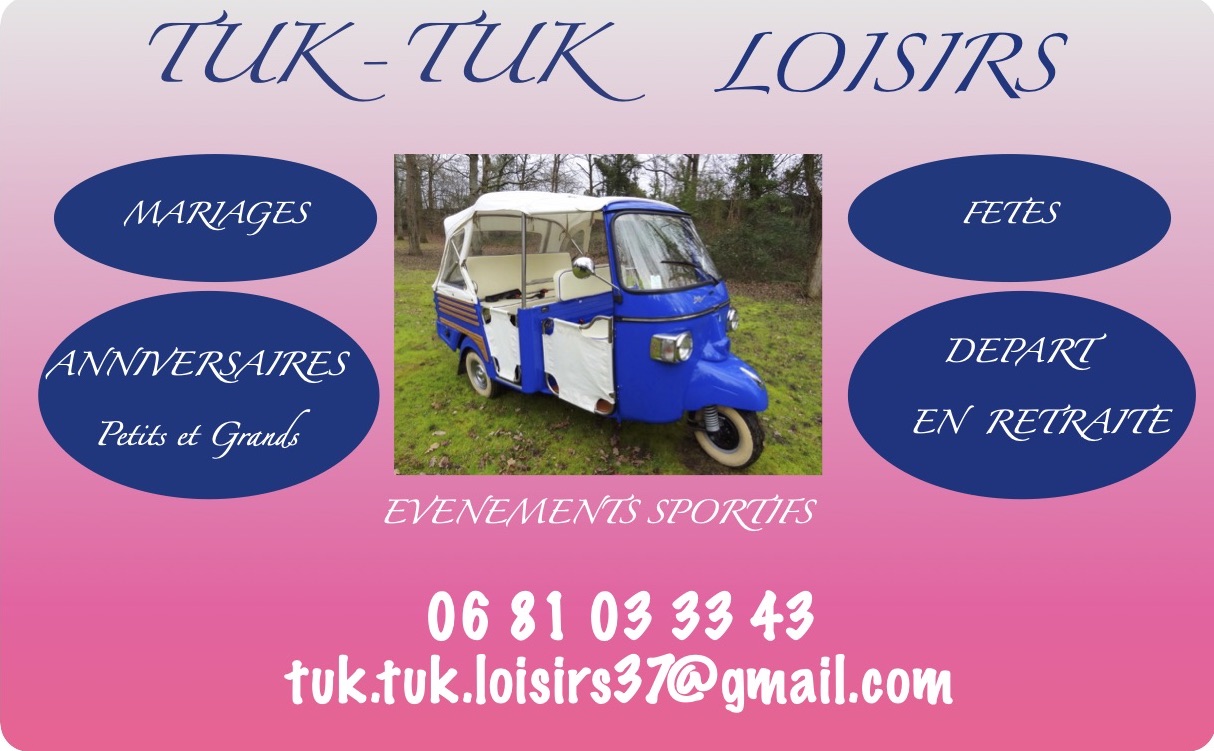 TUK-TUK LOISIRS
MARIAGES
FETES
ANNIVERSAIRES
Petits et Grands
DEPART
EN RETRAITE
EVENEMENTS SPORTIFS
06 81 03 33 43
tuk.tuk.loisirs37@gmail.com